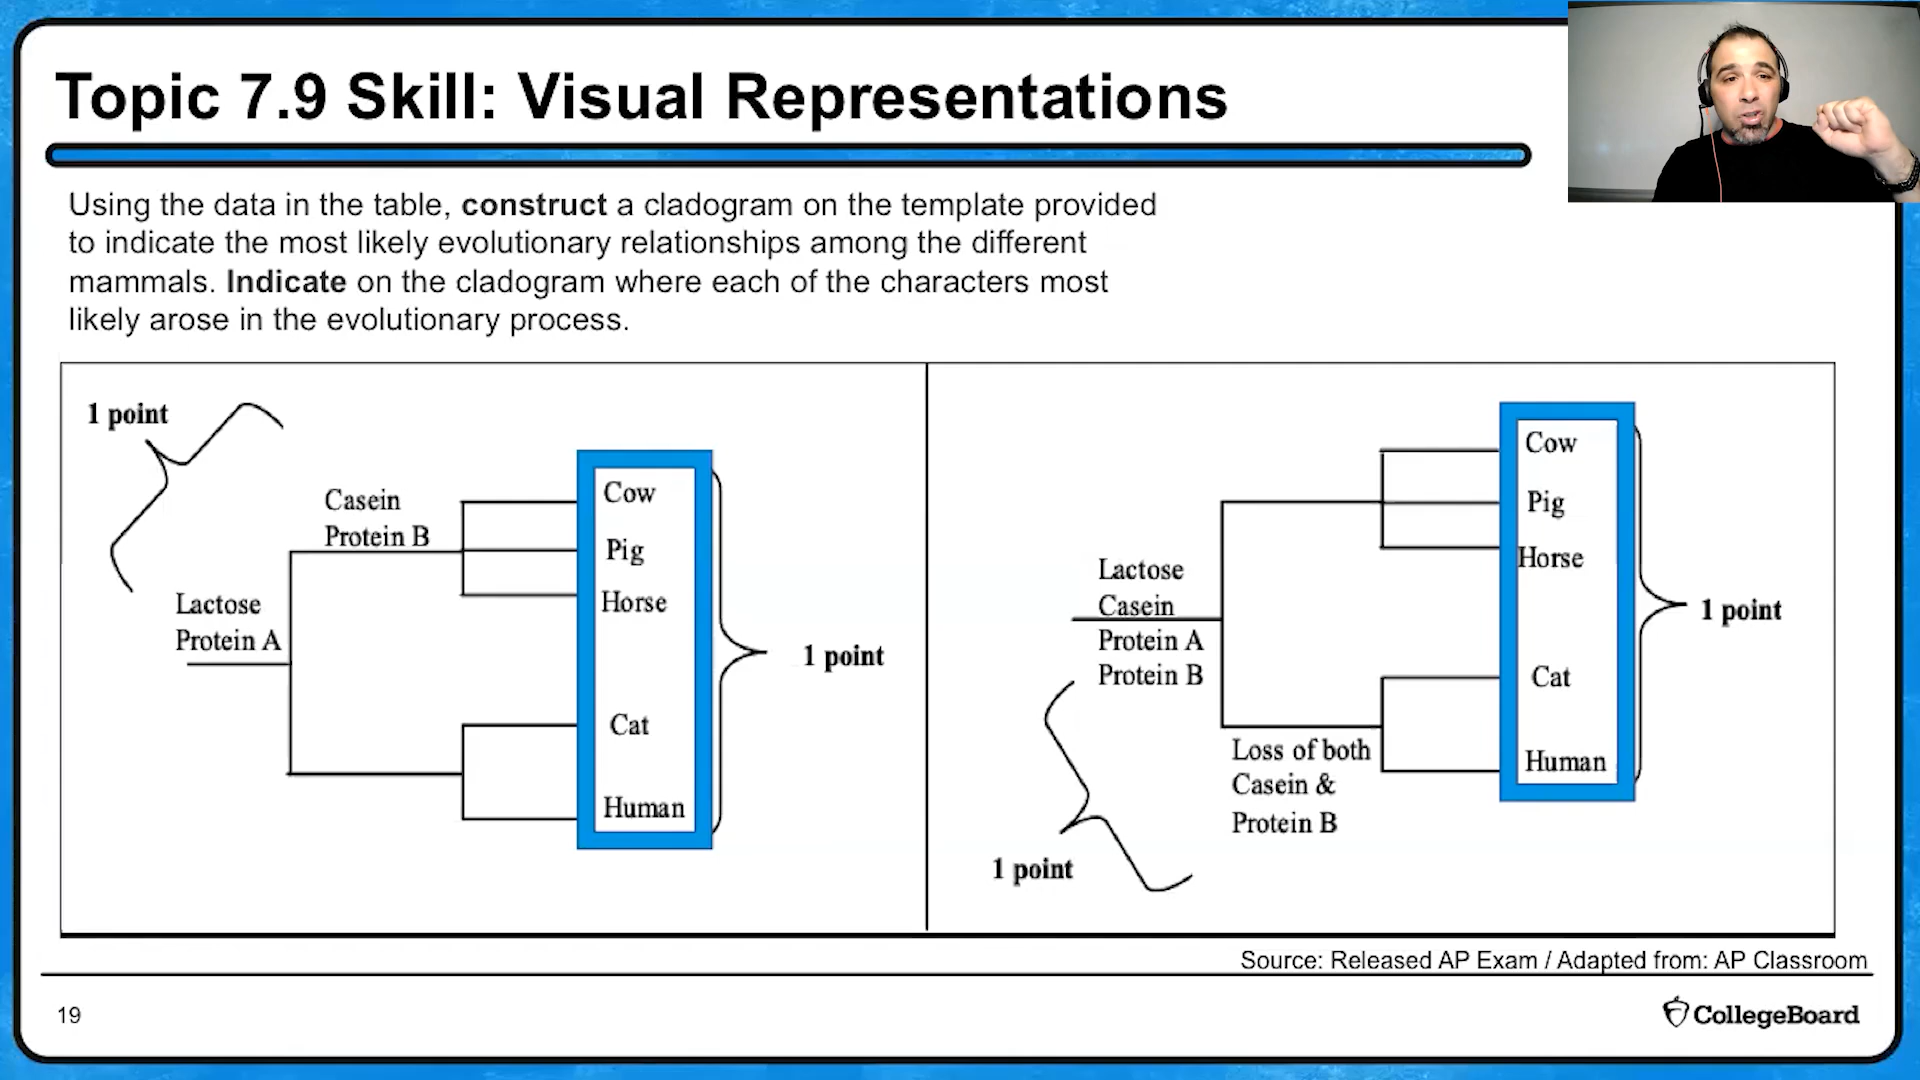 Topic 7.9 Skill: Visual Representations
Using the data in the table, construct a cladogram on the template provided
to indicate the most likely evolutionary relationships among the different
mammals. Indicate on the cladogram where each of the characters most
likely arose in the evolutionary process.
1 point
Casein
Protein B
Lactose
Protein A
Cow
Pig
Horse
Cat
Human
1 point
Lactose
Casein
Protein A
Protein B
Loss of both
Casein &
Protein B
1 point
Cow
Pig
Horse
Cat
Human
1 point
Source: Released AP Exam / Adapted from: AP Classroom
19
CollegeBoard